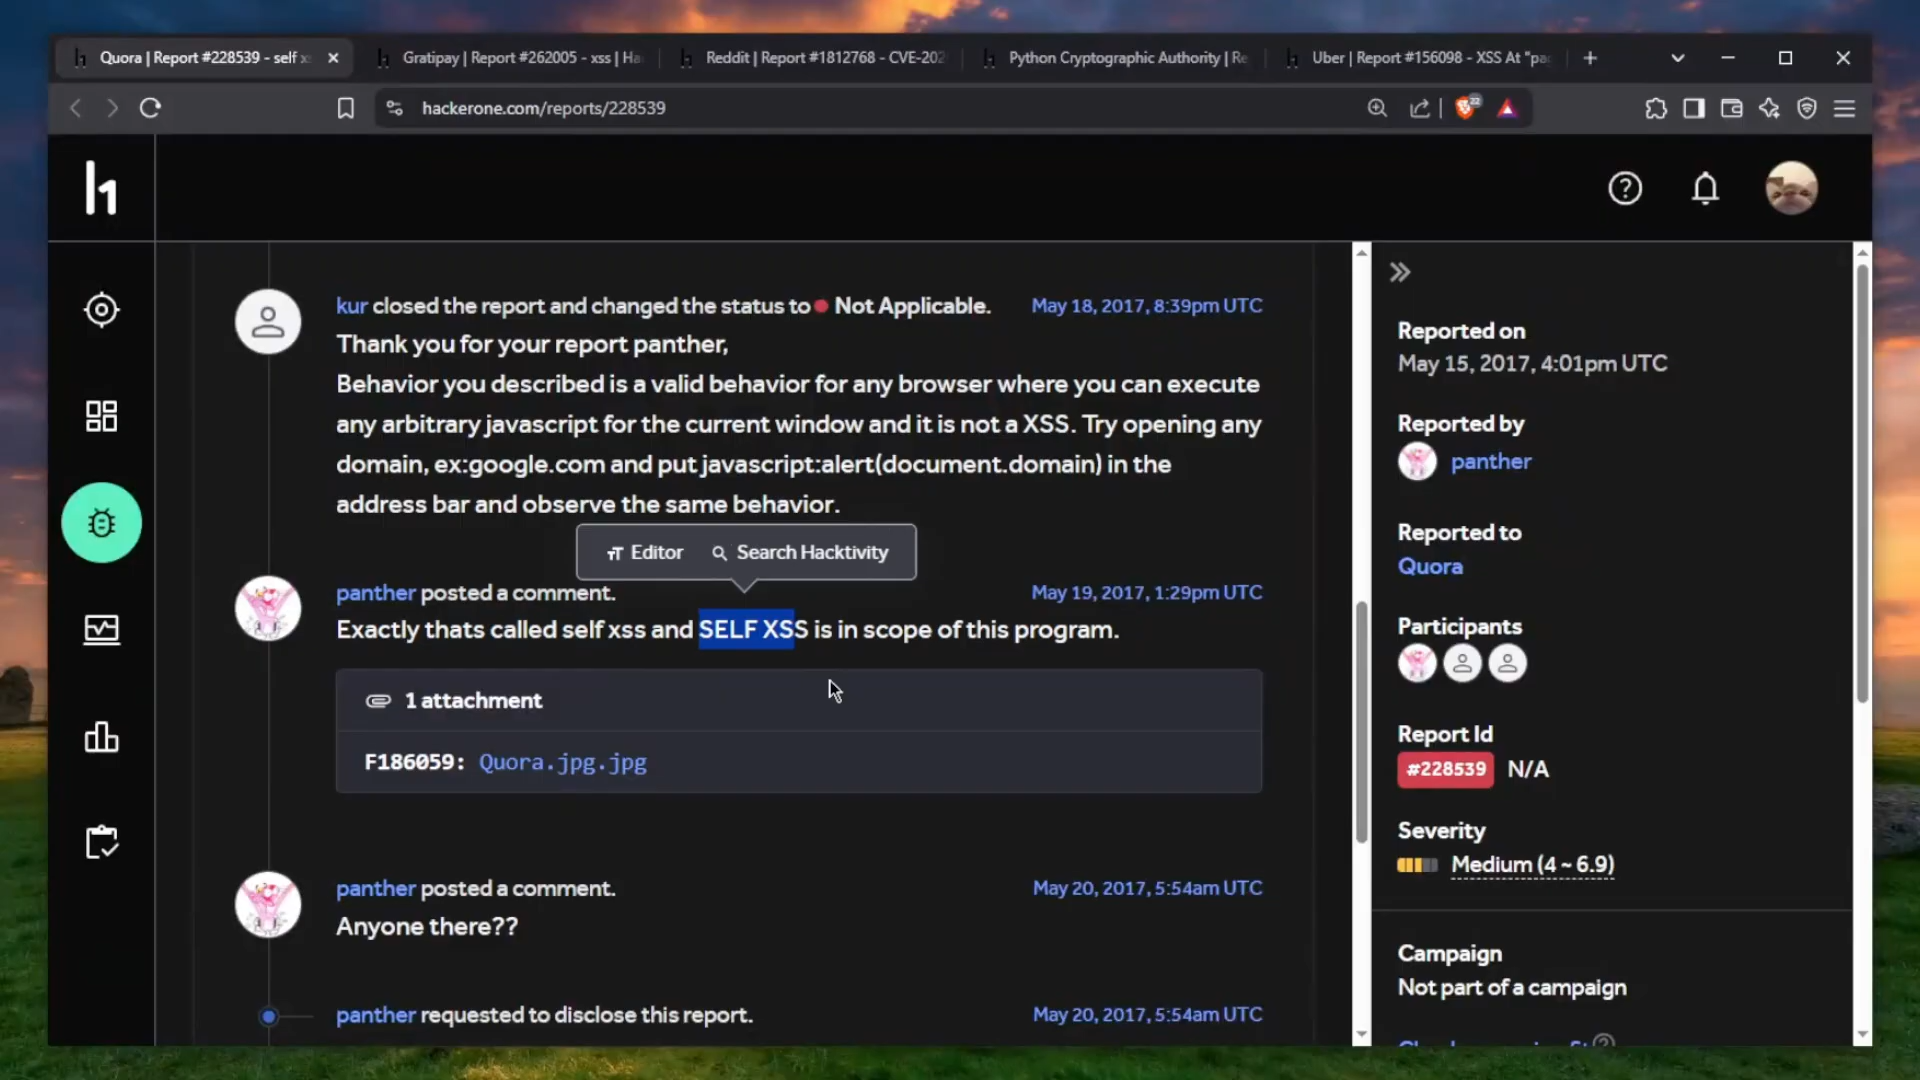 Quora | Report #228539 - self x
Gratipay | Report #262005 - xss | Ha
Reddit | Report #1812768 - CVE-202
Python Cryptographic Authority | Re
Uber | Report #156098 - XSS At "pa
hackerone.com/reports/228539
22
kur closed the report and changed the status to Not Applicable.
May 18, 2017, 8:39pm UTC
Thank you for your report panther,
Behavior you described is a valid behavior for any browser where you can execute
any arbitrary javascript for the current window and it is not a XSS. Try opening any
domain, ex:google.com and put javascript:alert(document.domain) in the
address bar and observe the same behavior.
Editor
Search Hacktivity
panther posted a comment.
May 19, 2017, 1:29pm UTC
Exactly thats called self xss and SELF XSS is in scope of this program.
1 attachment
F186059: Quora.jpg.jpg
panther posted a comment.
May 20, 2017, 5:54am UTC
Anyone there??
panther requested to disclose this report.
May 20, 2017, 5:54am UTC
Reported on
May 15, 2017, 4:01pm UTC
Reported by
panther
Reported to
Quora
Participants
Report Id
#228539 N/A
Severity
Medium (4 ~ 6.9)
Campaign
Not part of a campaign